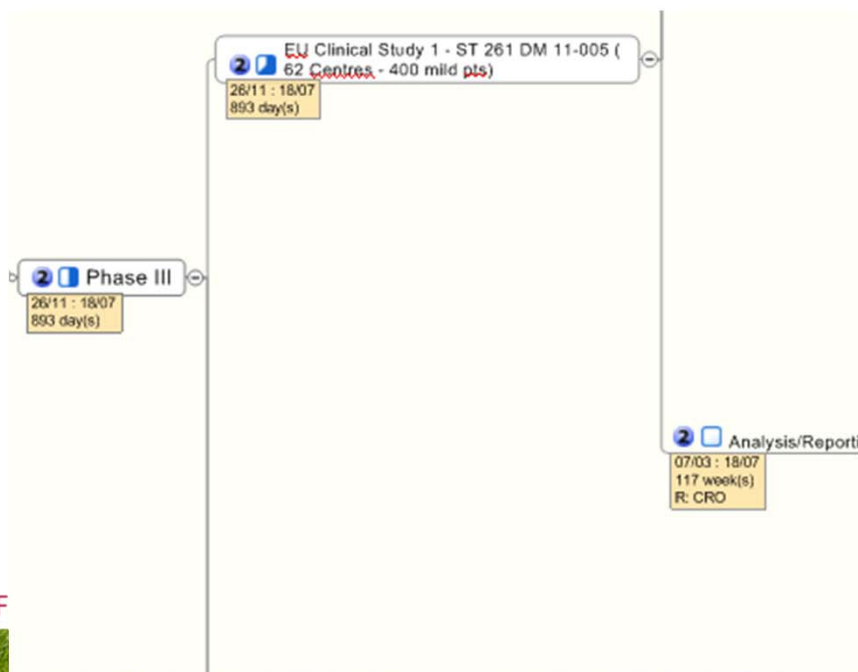 2 EU Clinical Study 1 - ST 261 DM 11-005 (
62 Centres - 400 mild pts)
26/11 : 18/07
893 day(s)
2 Phase III
26/11 : 18/07
893 day(s)
2 Analysis/Reporti
07/03 : 18/07
117 week(s)
R: CRO
F